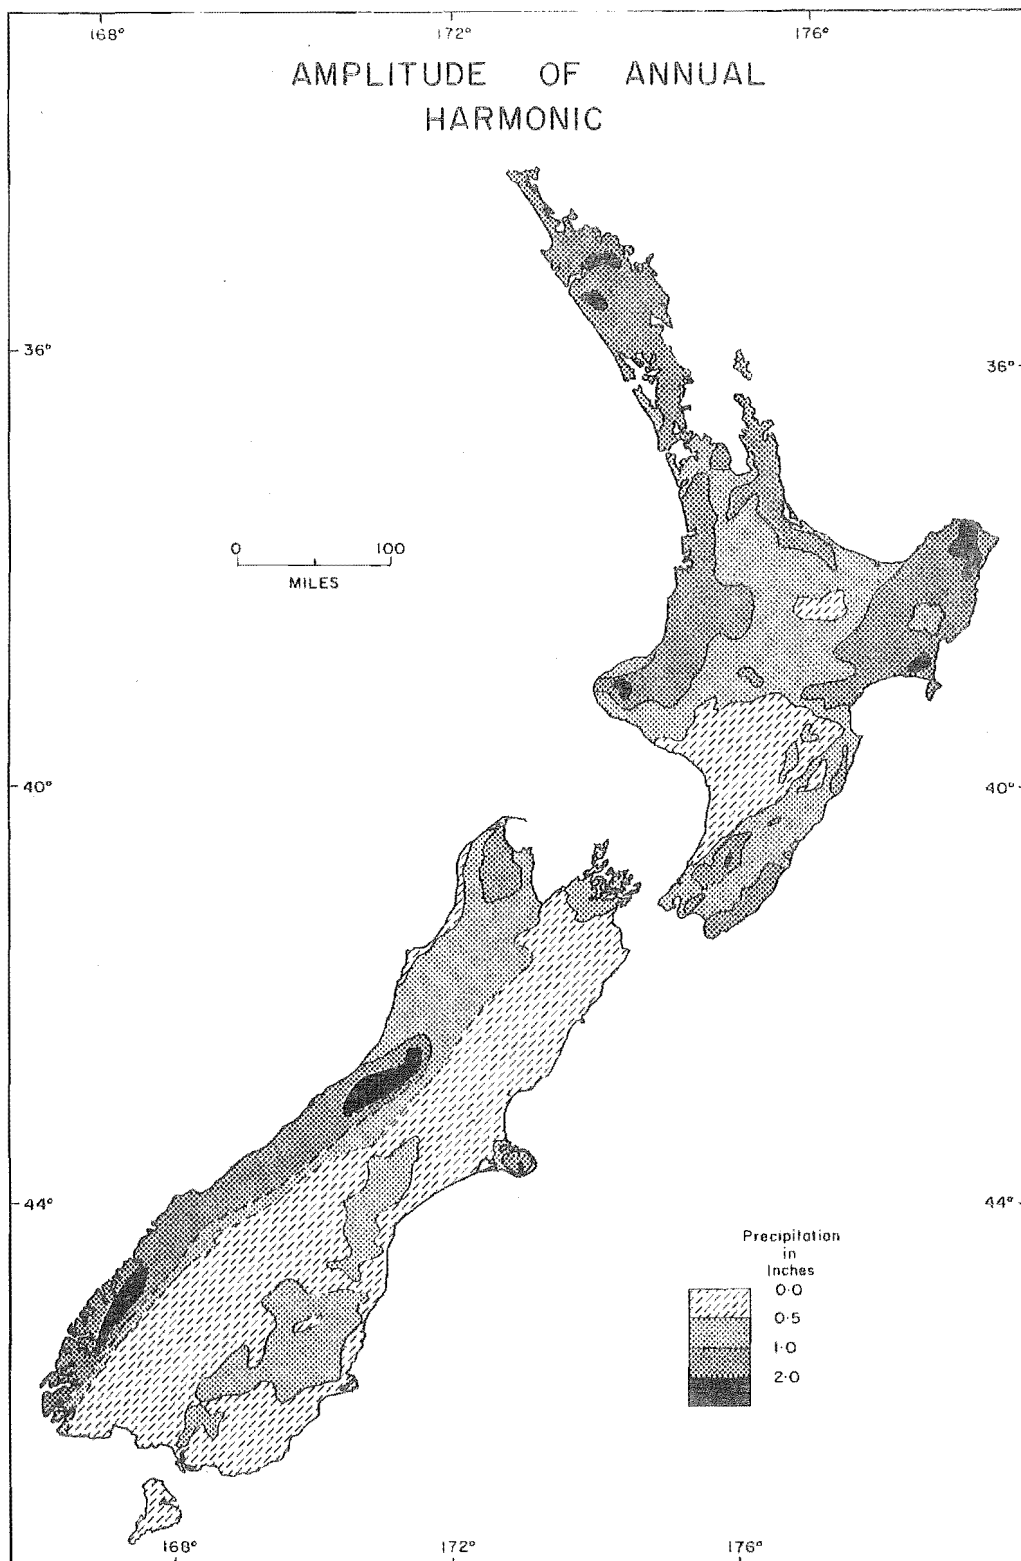 168° 172° 176°
AMPLITUDE OF ANNUAL
HARMONIC
36° 36°
0 100
MILES
40° 40°
44° 44°
Precipitation
in
Inches
0·0
0·5
1·0
2·0
168° 172° 176°